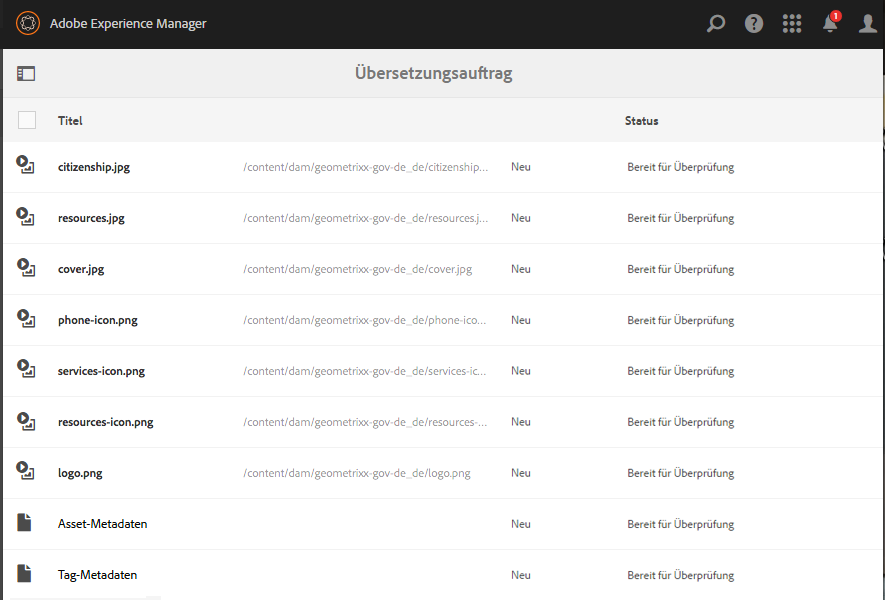 Adobe Experience Manager
1
Übersetzungsauftrag
Titel Status
citizenship.jpg /content/dam/geometrixx-gov-de_de/citizenship... Neu Bereit für Überprüfung
resources.jpg /content/dam/geometrixx-gov-de_de/resources.j... Neu Bereit für Überprüfung
cover.jpg /content/dam/geometrixx-gov-de_de/cover.jpg Neu Bereit für Überprüfung
phone-icon.png /content/dam/geometrixx-gov-de_de/phone-ico... Neu Bereit für Überprüfung
services-icon.png /content/dam/geometrixx-gov-de_de/services-ic... Neu Bereit für Überprüfung
resources-icon.png /content/dam/geometrixx-gov-de_de/resources-... Neu Bereit für Überprüfung
logo.png /content/dam/geometrixx-gov-de_de/logo.png Neu Bereit für Überprüfung
Asset-Metadaten Neu Bereit für Überprüfung
Tag-Metadaten Neu Bereit für Überprüfung